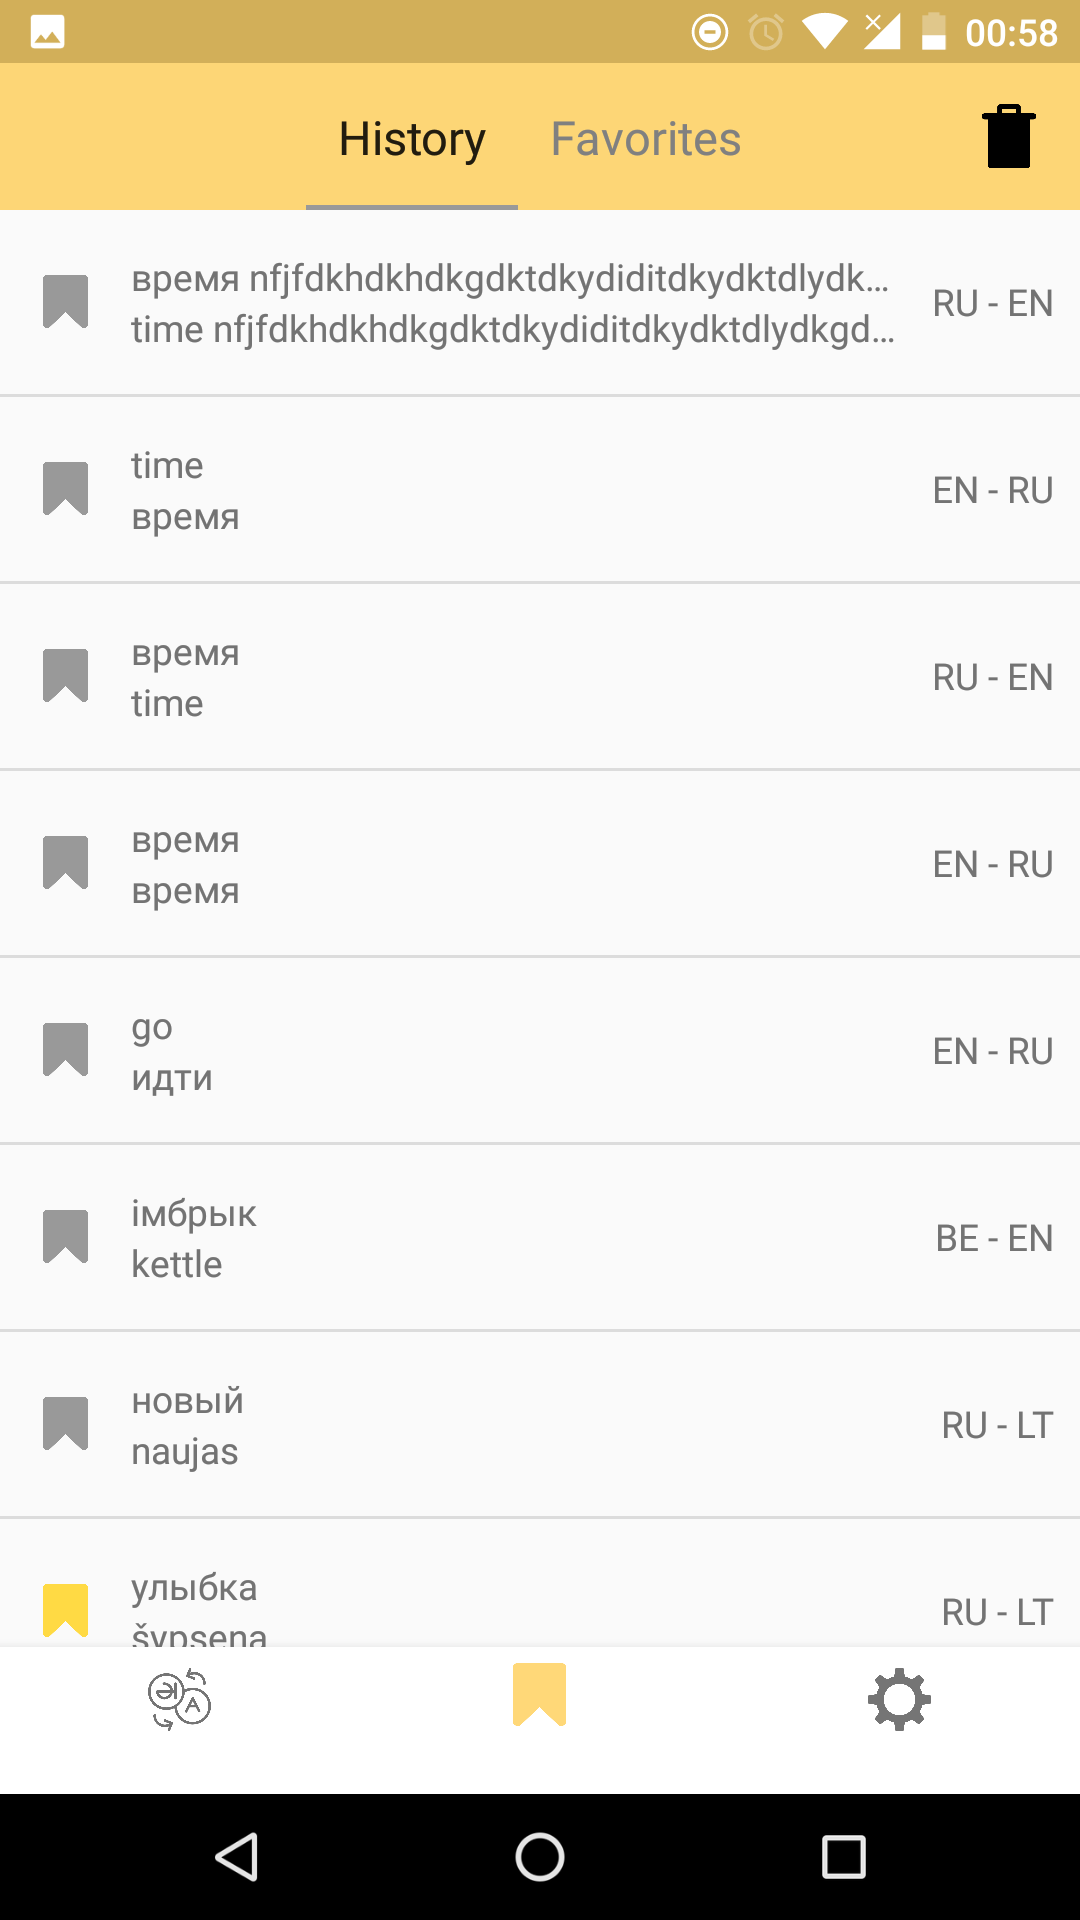 00:58
History Favorites
время nfjfdkhdkhdkgdktdkydiditdkydktdlydk...
time nfjfdkhdkhdkgdktdkydiditdkydktdlydkgd...
RU - EN
time
время
EN - RU
время
time
RU - EN
время
время
EN - RU
go
идти
EN - RU
імбрык
kettle
BE - EN
новый
naujas
RU - LT
улыбка
šypsena
RU - LT